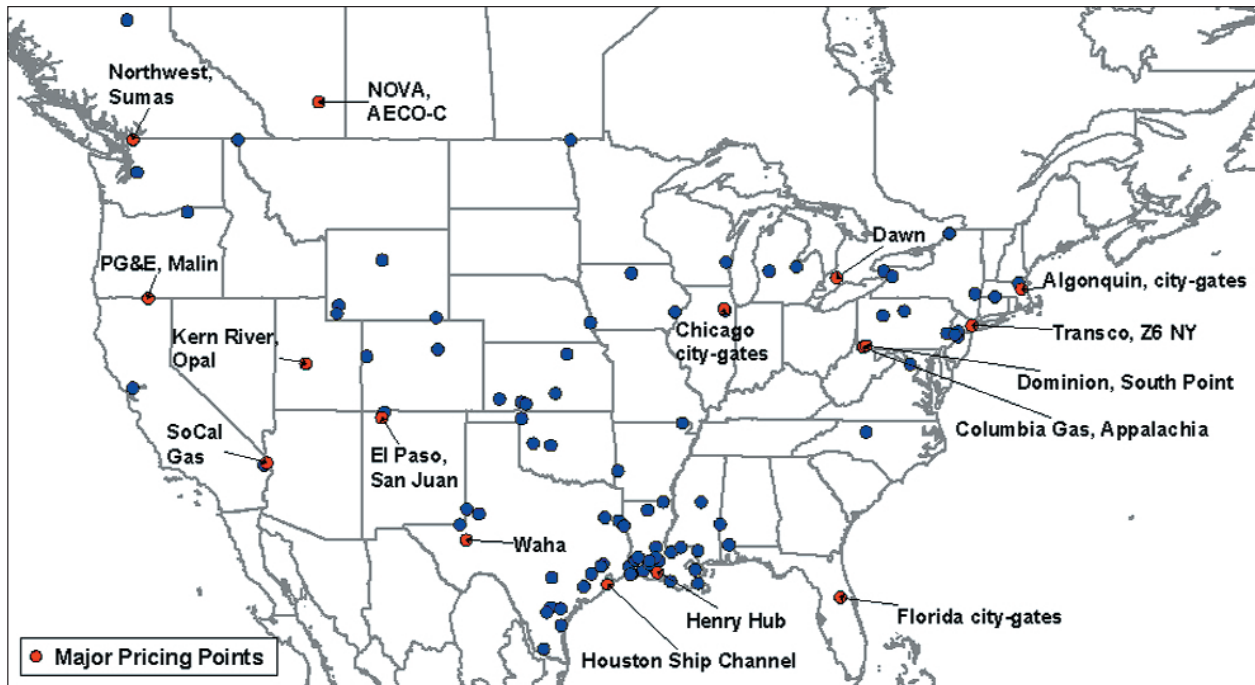 Northwest,
Sumas
NOVA,
AECO-C
PG&E, Malin
Dawn
Algonquin, city-gates
Kern River,
Opal
Chicago
city-gates
Transco, Z6 NY
Dominion, South Point
Columbia Gas, Appalachia
SoCal
Gas
El Paso,
San Juan
Waha
Henry Hub
Florida city-gates
Houston Ship Channel
Major Pricing Points